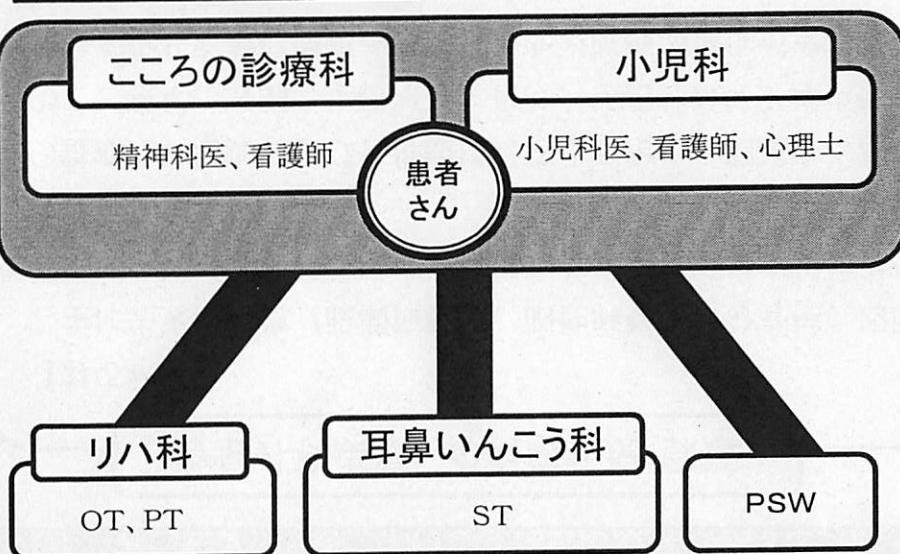 こころの診療科
精神科医、看護師
小児科
小児科医、看護師、心理士
患者
さん
リハ科
OT、PT
耳鼻いんこう科
ST
PSW